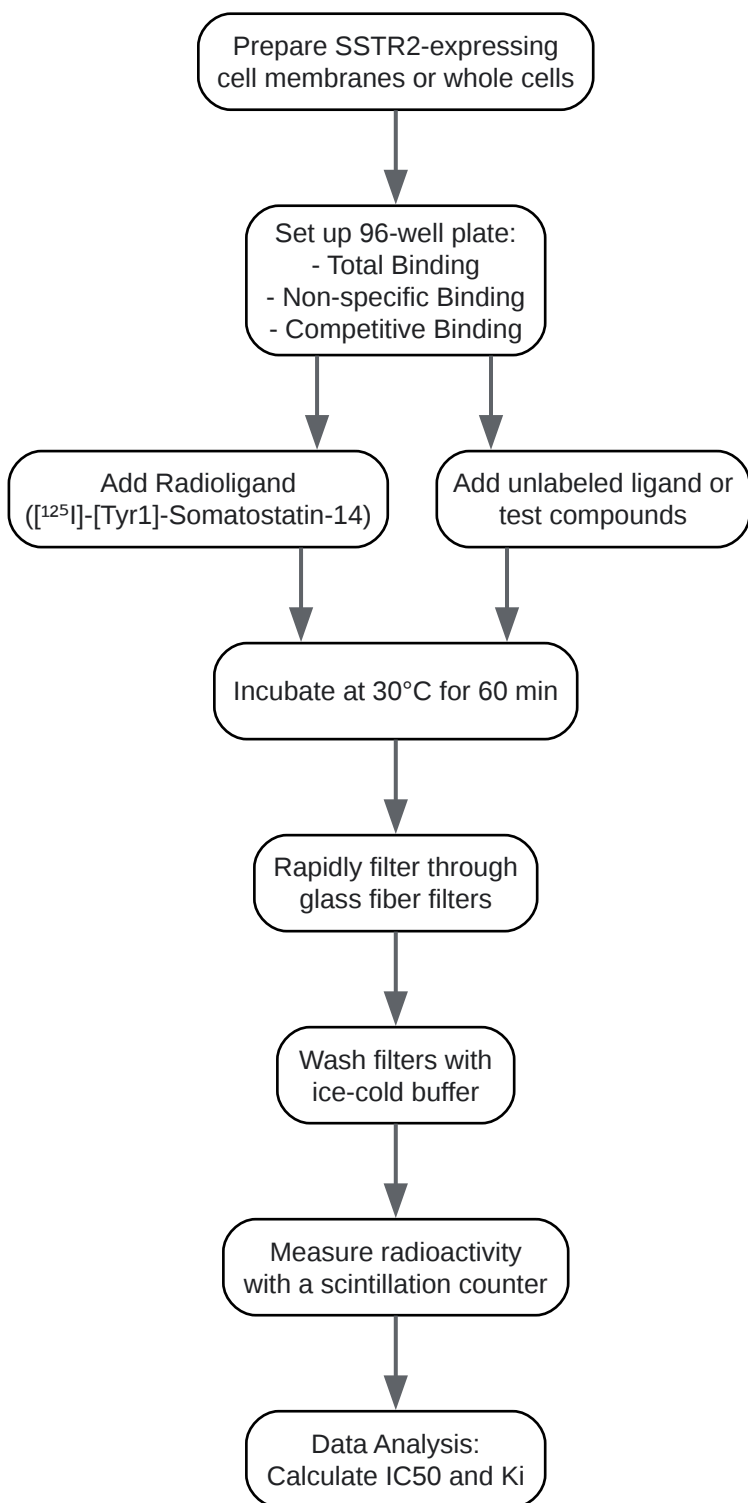 Prepare SSTR2-expressing
cell membranes or whole cells
Set up 96-well plate:
- Total Binding
- Non-specific Binding
- Competitive Binding
Add Radioligand
([¹²⁵I]-[Tyr1]-Somatostatin-14)
Add unlabeled ligand or
test compounds
Incubate at 30°C for 60 min
Rapidly filter through
glass fiber filters
Wash filters with
ice-cold buffer
Measure radioactivity
with a scintillation counter
Data Analysis:
Calculate IC50 and Ki